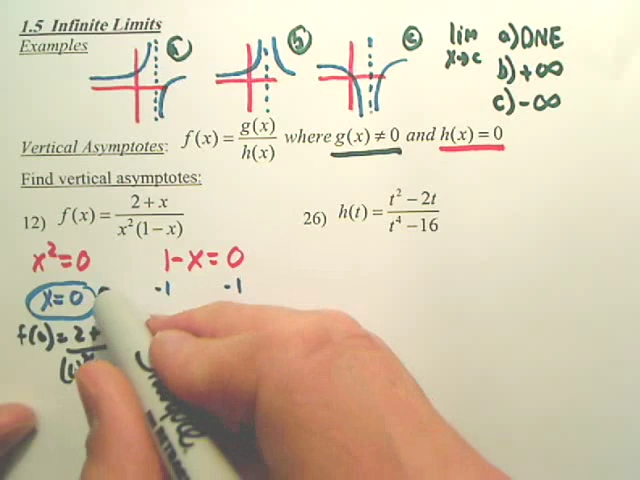 1.5 Infinite Limits
Examples
a b c
lim x→c a) DNE
b) +∞
c) -∞
Vertical Asymptotes: f(x) = g(x)/h(x) where g(x) ≠ 0 and h(x) = 0
Find vertical asymptotes:
12) f(x) = 2+x/x²(1−x)
26) h(t) = t² − 2t/t⁴ − 16
x² = 0 1 - x = 0
x = 0 -1 -1
f(0) = 2+
Sharpie